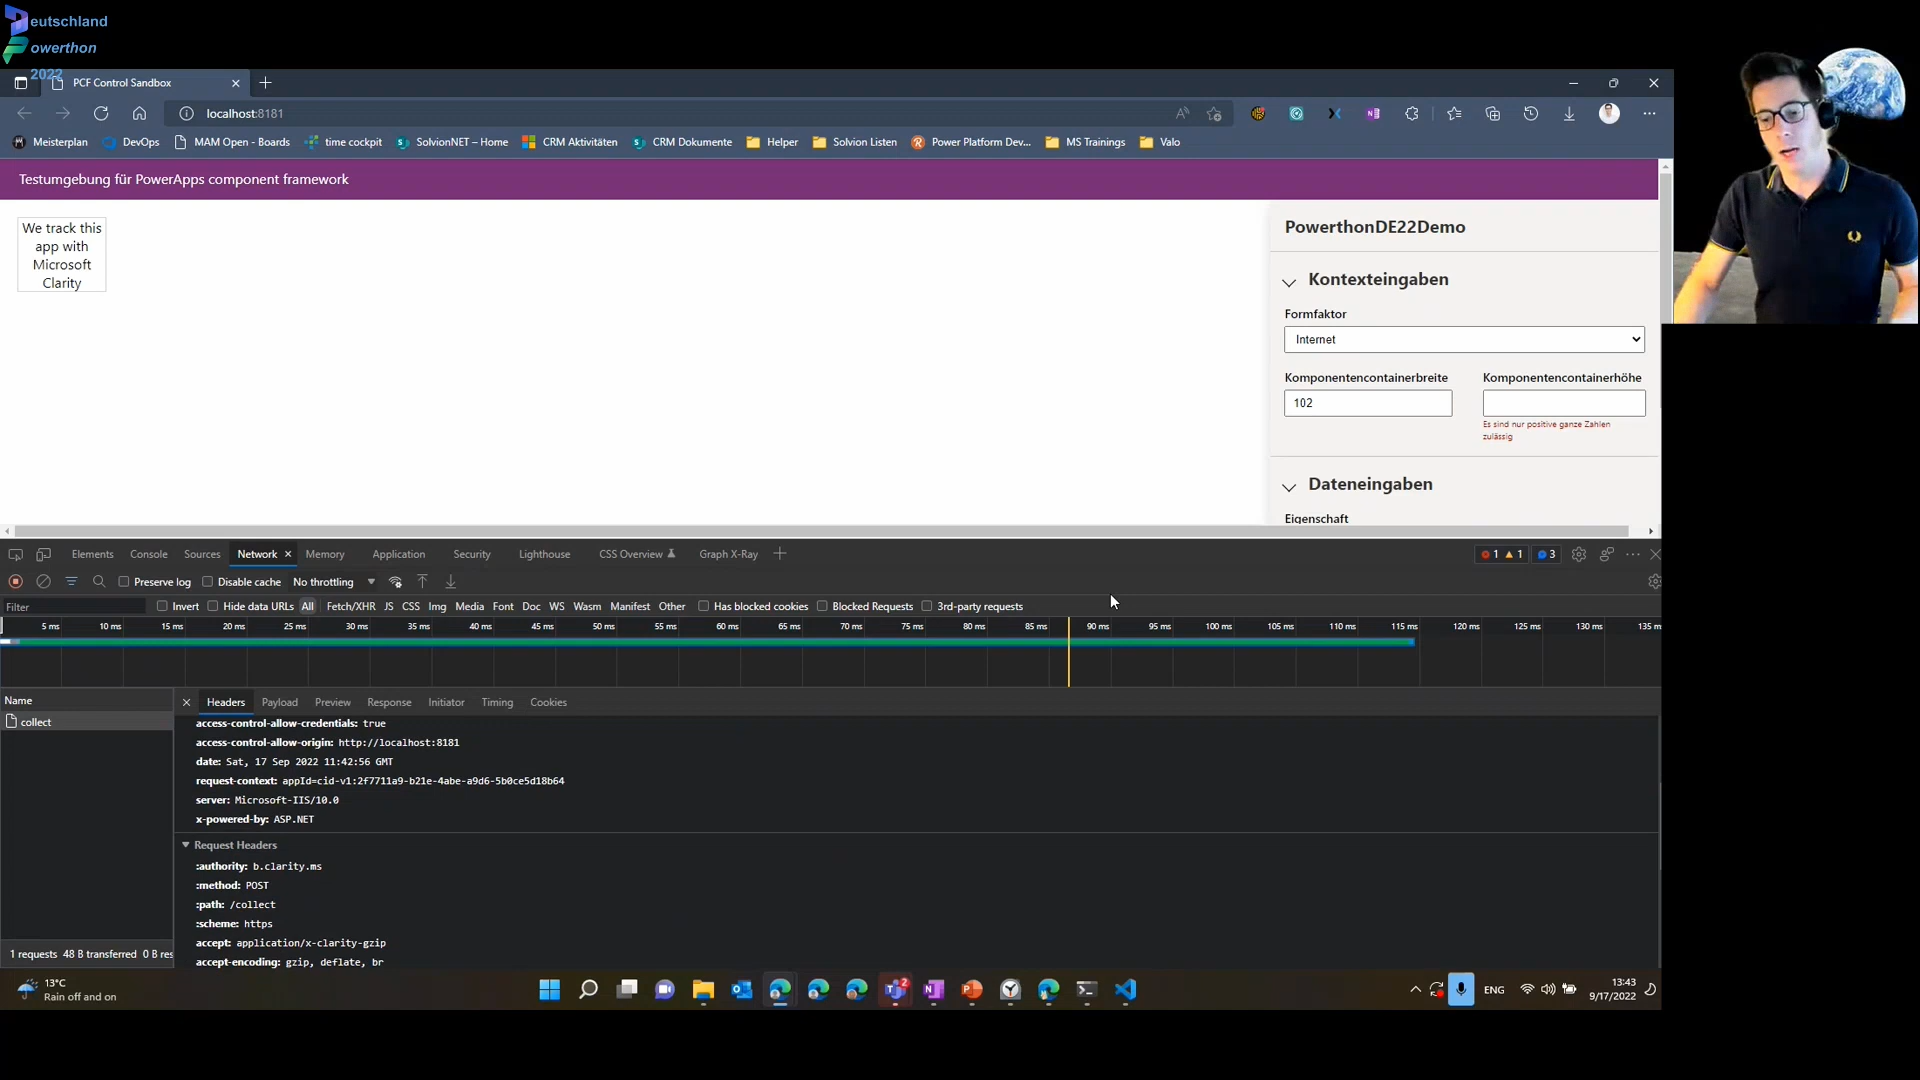 Deutschland
Powerthon
2022
PCF Control Sandbox
localhost:8181
Meisterplan
DevOps
MAM Open - Boards
time cockpit
SolvionNET – Home
CRM Aktivitäten
CRM Dokumente
Helper
Solvion Listen
Power Platform Dev...
MS Trainings
Valo
Testumgebung für PowerApps component framework
We track this
app with
Microsoft
Clarity
PowerthonDE22Demo
Kontexteingaben
Formfaktor
Internet
Komponentencontainerbreite Komponentencontainerhöhe
102
Es sind nur positive ganze Zahlen
zulässig
Dateneingaben
Eigenschaft
Elements Console Sources Network Memory Application Security Lighthouse CSS Overview Graph X-Ray
1 1 3
Preserve log Disable cache No throttling
Filter Invert Hide data URLs All Fetch/XHR JS CSS Img Media Font Doc WS Wasm Manifest Other Has blocked cookies Blocked Requests 3rd-party requests
5 ms 10 ms 15 ms 20 ms 25 ms 30 ms 35 ms 40 ms 45 ms 50 ms 55 ms 60 ms 65 ms 70 ms 75 ms 80 ms 85 ms 90 ms 95 ms 100 ms 105 ms 110 ms 115 ms 120 ms 125 ms 130 ms 135 m
Name
Headers Payload Preview Response Initiator Timing Cookies
collect
access-control-allow-credentials: true
access-control-allow-origin: http://localhost:8181
date: Sat, 17 Sep 2022 11:42:56 GMT
request-context: appId=cid-v1:2f7711a9-b21e-4abe-a9d6-5b0ce5d18b64
server: Microsoft-IIS/10.0
x-powered-by: ASP.NET
Request Headers
:authority: b.clarity.ms
:method: POST
:path: /collect
:scheme: https
accept: application/x-clarity-gzip
accept-encoding: gzip, deflate, br
1 requests 48 B transferred 0 B res
13°C
Rain off and on
2
ENG
13:43
9/17/2022